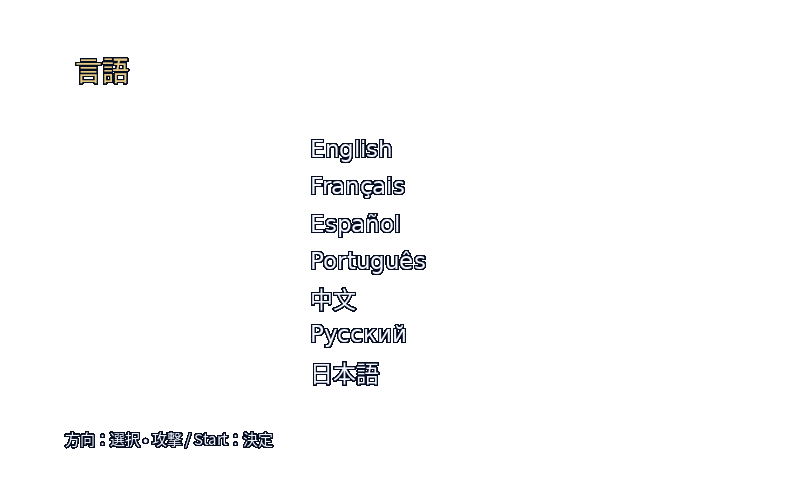 言語
English
Français
Español
Português
中文
Русский
日本語
方向：選択・攻撃/Start：決定